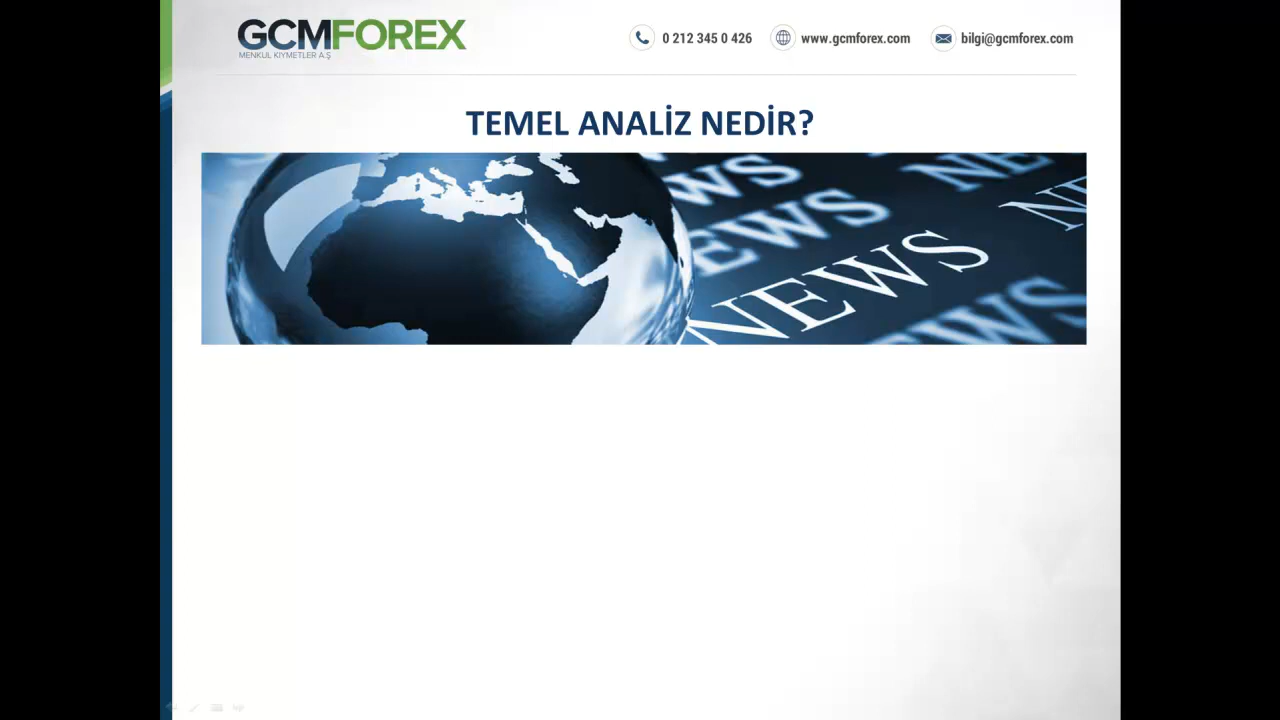 GCMFOREX
MENKUL KIYMETLER A.Ş
0 212 345 0 426
www.gcmforex.com
bilgi@gcmforex.com
TEMEL ANALİZ NEDİR?
NEWS
NEWS
NEWS